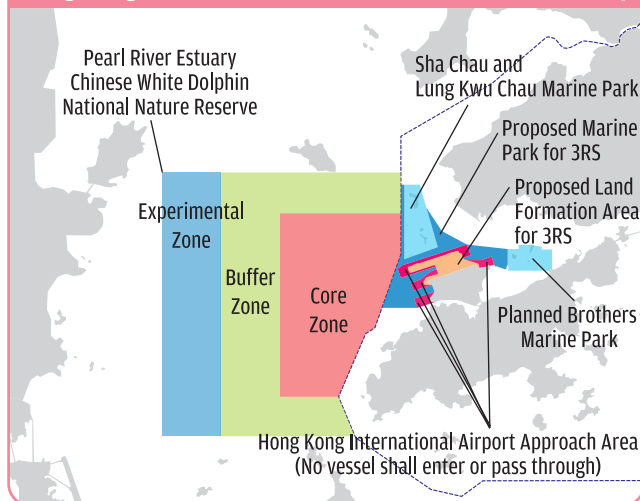 Pearl River Estuary
Chinese White Dolphin
National Nature Reserve
Sha Chau and
Lung Kwu Chau Marine Park
Proposed Marine
Park for 3RS
Proposed Land
Formation Area
for 3RS
Experimental
Zone
Buffer
Zone
Core
Zone
Planned Brothers
Marine Park
Hong Kong International Airport Approach Area
(No vessel shall enter or pass through)